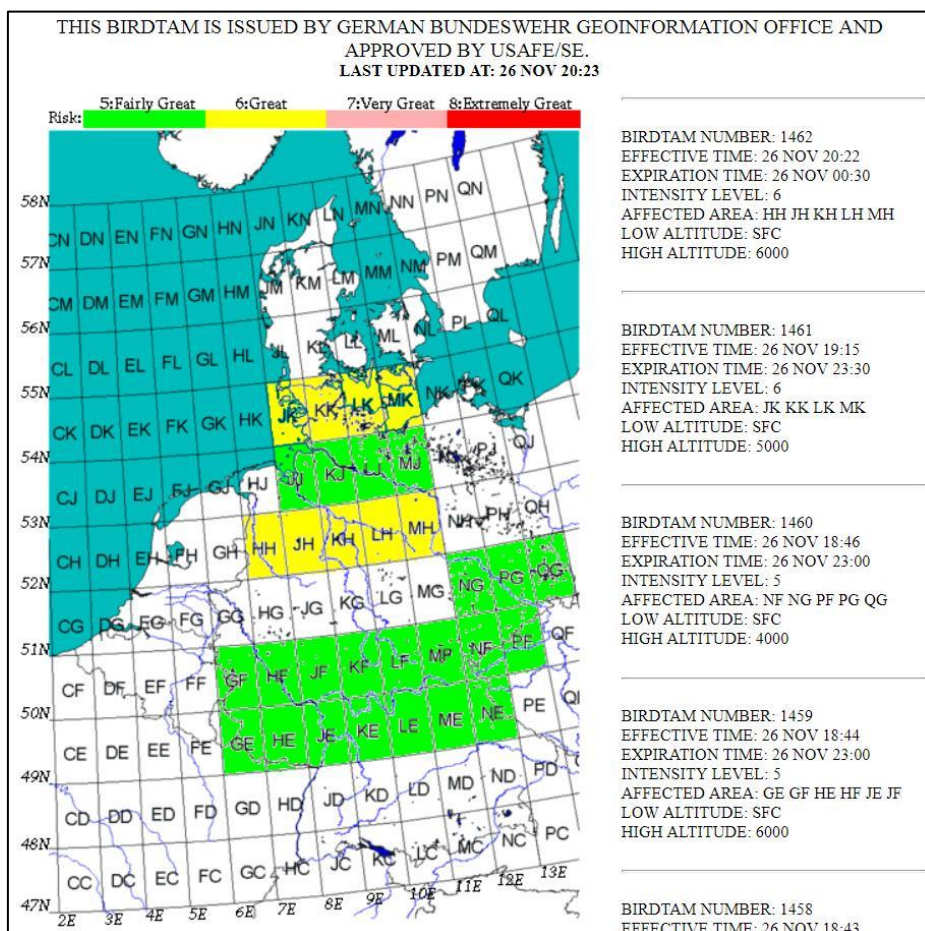 THIS BIRDTAM IS ISSUED BY GERMAN BUNDESWEHR GEOINFORMATION OFFICE AND
APPROVED BY USAFE/SE.
LAST UPDATED AT: 26 NOV 20:23
Risk: 5:Fairly Great 6:Great 7:Very Great 8:Extremely Great
58N
CN DN EN FN GN HN JN KN LN MN NN PN QN
57N
CM DM EM FM GM HM JM KM LM MM NM PM QM
56N
CL DL EL FL GL HL JL KL LL ML NL PL QL
55N
CK DK EK FK GK HK JK KK LK MK NK QK
54N
CJ DJ EJ FJ GJ HJ JJ KJ LJ MJ PJ QJ
53N
CH DH EH FH GH HH JH KH LH MH NH PH QH
52N
CG DG EG FG HG JG KG LG MG NG PG QG
51N
CF DF EF FF GF HF JF KF LF MF NF PF QF
50N
CE DE EE FE GE HE JE KE LE ME NE PE
49N
CD DD ED FD GD HD JD KD LD MD ND PD
48N
CC DC EC FC GC HC JC KC LC MC NC PC
47N
2E 3E 4E 5E 6E 7E 8E 9E 10E 11E 12E 13E
BIRDTAM NUMBER: 1462
EFFECTIVE TIME: 26 NOV 20:22
EXPIRATION TIME: 26 NOV 00:30
INTENSITY LEVEL: 6
AFFECTED AREA: HH JH KH LH MH
LOW ALTITUDE: SFC
HIGH ALTITUDE: 6000
BIRDTAM NUMBER: 1461
EFFECTIVE TIME: 26 NOV 19:15
EXPIRATION TIME: 26 NOV 23:30
INTENSITY LEVEL: 6
AFFECTED AREA: JK KK LK MK
LOW ALTITUDE: SFC
HIGH ALTITUDE: 5000
BIRDTAM NUMBER: 1460
EFFECTIVE TIME: 26 NOV 18:46
EXPIRATION TIME: 26 NOV 23:00
INTENSITY LEVEL: 5
AFFECTED AREA: NF NG PF PG QG
LOW ALTITUDE: SFC
HIGH ALTITUDE: 4000
BIRDTAM NUMBER: 1459
EFFECTIVE TIME: 26 NOV 18:44
EXPIRATION TIME: 26 NOV 23:00
INTENSITY LEVEL: 5
AFFECTED AREA: GE GF HE HF JE JF
LOW ALTITUDE: SFC
HIGH ALTITUDE: 6000
BIRDTAM NUMBER: 1458
EFFECTIVE TIME: 26 NOV 18:43